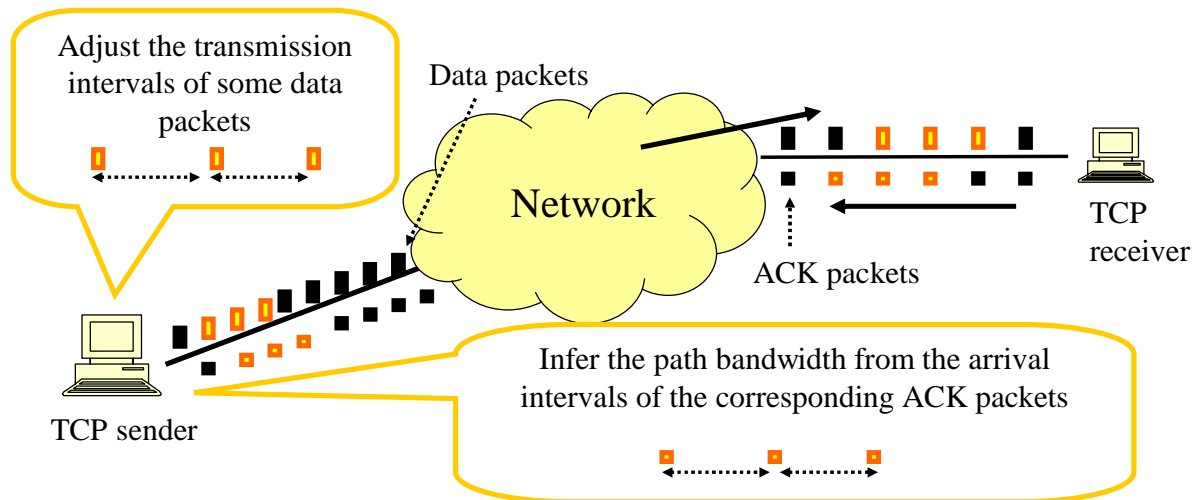 Adjust the transmission
intervals of some data
packets
Data packets
Network
TCP
receiver
ACK packets
Infer the path bandwidth from the arrival
intervals of the corresponding ACK packets
TCP sender